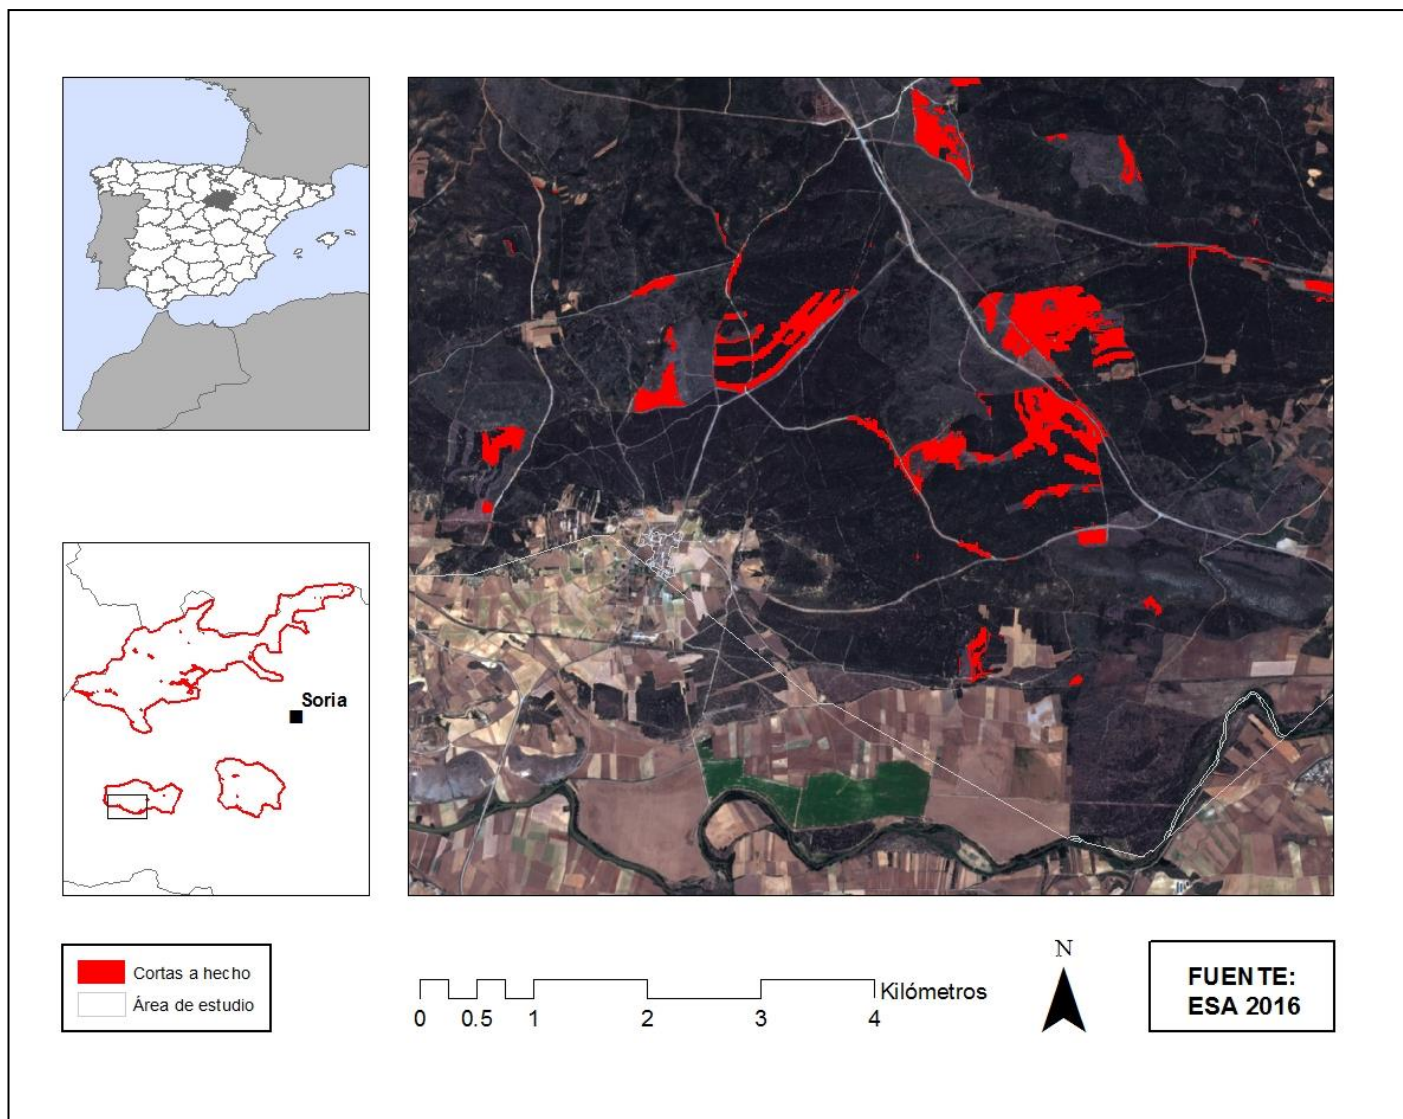 Soria
Cortas a hecho
Área de estudio
Kilómetros
0 0.5 1 2 3 4
N
FUENTE:
ESA 2016